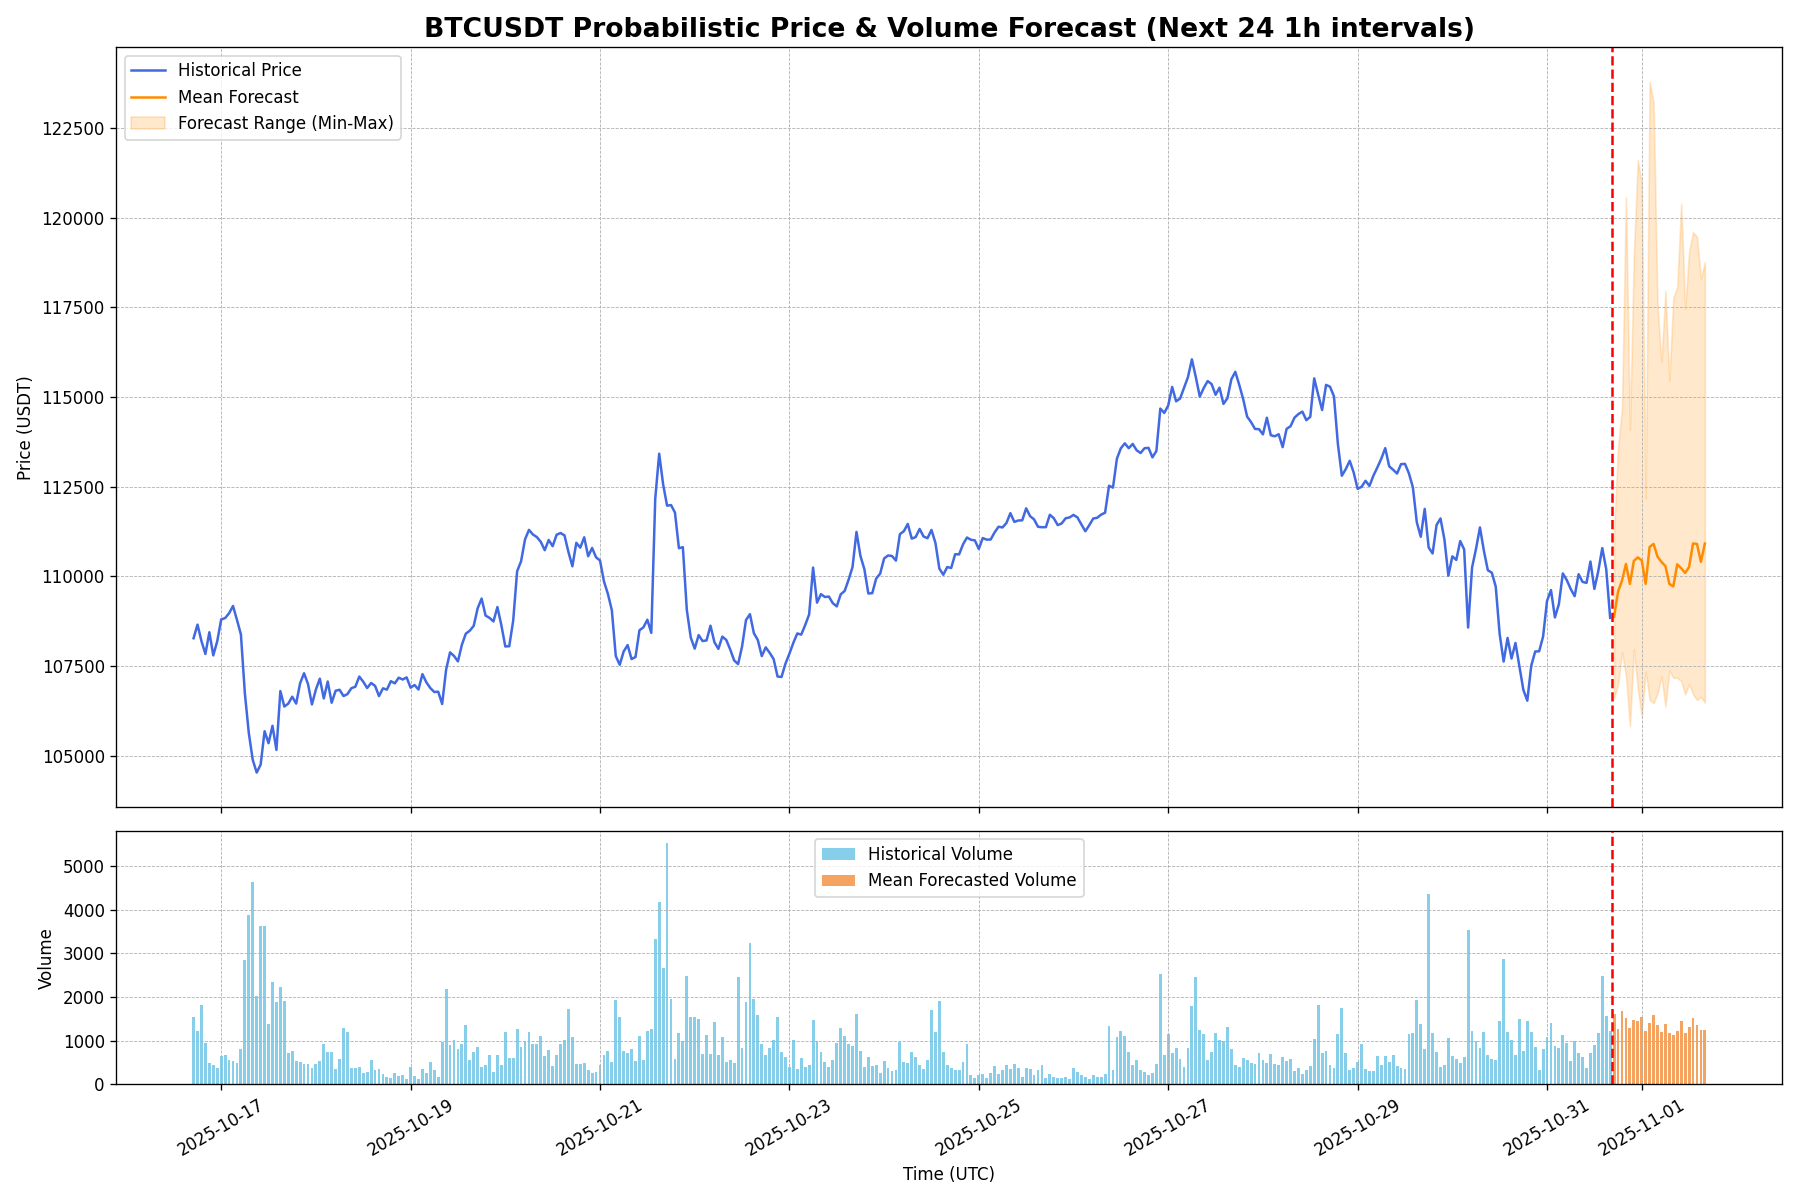 BTCUSDT Probabilistic Price & Volume Forecast (Next 24 1h intervals)
Historical Price
Mean Forecast
Forecast Range (Min-Max)
122500
120000
117500
115000
112500
110000
107500
105000
Price (USDT)
Historical Volume
Mean Forecasted Volume
5000
4000
3000
2000
1000
0
Volume
2025-10-17
2025-10-19
2025-10-21
2025-10-23
2025-10-25
2025-10-27
2025-10-29
2025-10-31
2025-11-01
Time (UTC)